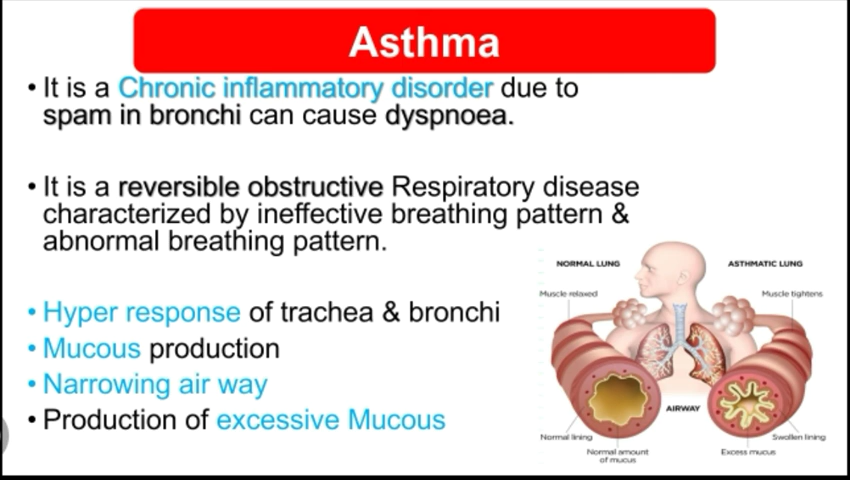 Asthma
• It is a Chronic inflammatory disorder due to
spam in bronchi can cause dyspnoea.
• It is a reversible obstructive Respiratory disease
characterized by ineffective breathing pattern &
abnormal breathing pattern.
• Hyper response of trachea & bronchi
• Mucous production
• Narrowing air way
• Production of excessive Mucous
NORMAL LUNG
ASTHMATIC LUNG
Muscle relaxed
Muscle tightens
AIRWAY
Normal lining
Swollen lining
Normal amount
of mucus
Excess mucus